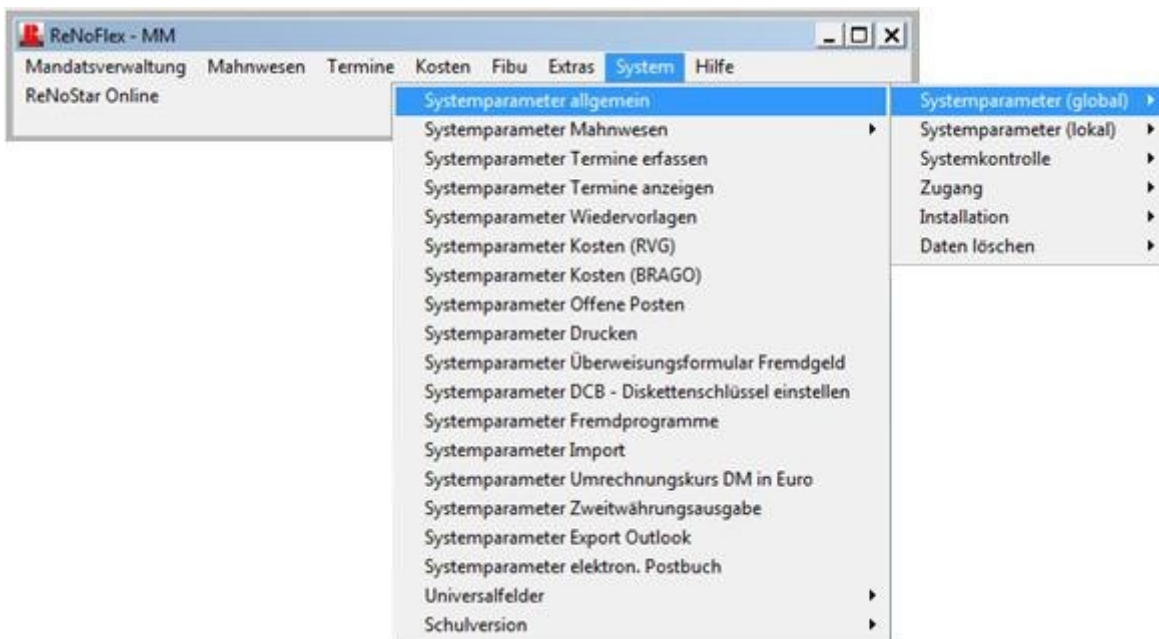 ReNoFlex - MM
Mandatsverwaltung Mahnwesen Termine Kosten Fibu Extras System Hilfe
ReNoStar Online
Systemparameter allgemein
Systemparameter Mahnwesen
Systemparameter Termine erfassen
Systemparameter Termine anzeigen
Systemparameter Wiedervorlagen
Systemparameter Kosten (RVG)
Systemparameter Kosten (BRAGO)
Systemparameter Offene Posten
Systemparameter Drucken
Systemparameter Überweisungsformular Fremdgeld
Systemparameter DCB - Diskettenschlüssel einstellen
Systemparameter Fremdprogramme
Systemparameter Import
Systemparameter Umrechnungskurs DM in Euro
Systemparameter Zweitwährungsausgabe
Systemparameter Export Outlook
Systemparameter elektron. Postbuch
Universalfelder
Schulversion
Systemparameter (global)
Systemparameter (lokal)
Systemkontrolle
Zugang
Installation
Daten löschen